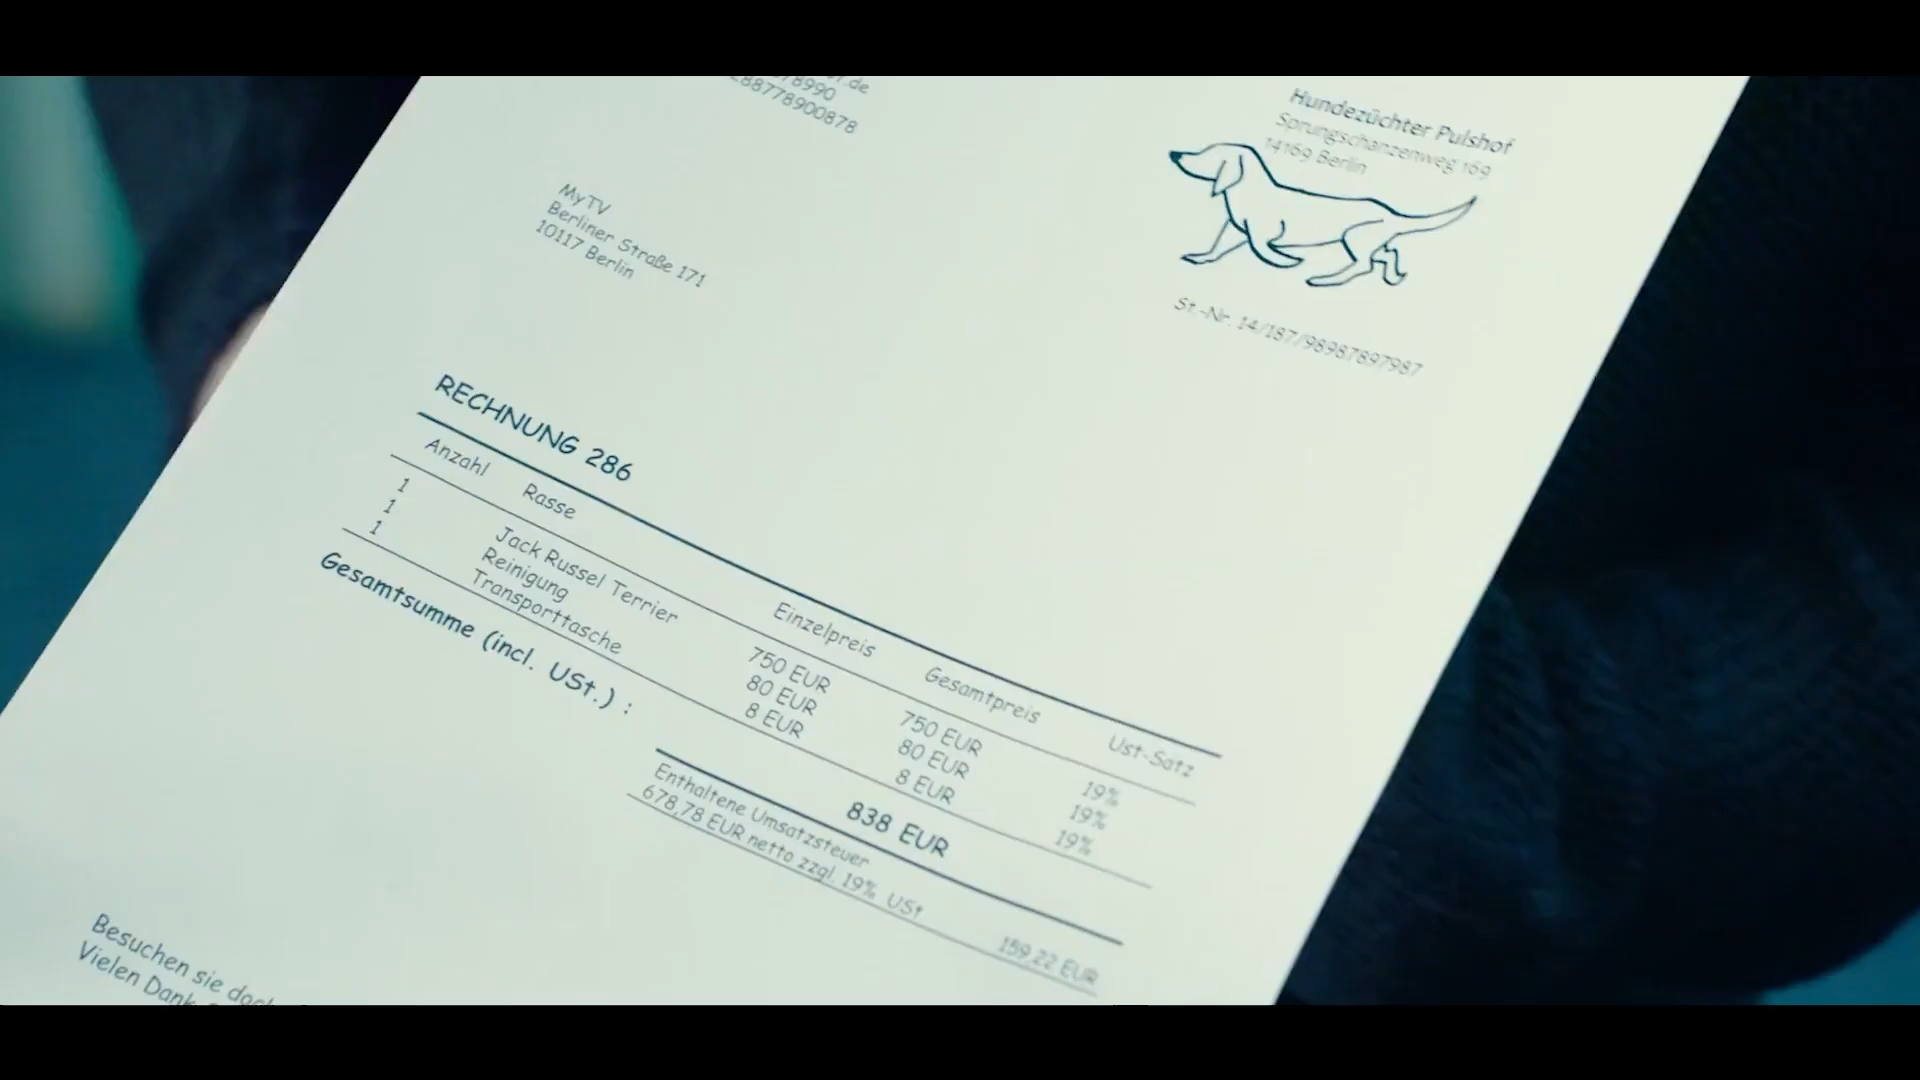 88778900878
Hundezüchter Pulshof
Sprungschanzenweg 169
14169 Berlin
MyTV
Berliner Straße 171
10117 Berlin
St.-Nr. 14/187/98987897987
RECHNUNG 286
Anzahl Rasse Einzelpreis Gesamtpreis Ust-Satz
1 Jack Russel Terrier 750 EUR 750 EUR 19%
1 Reinigung 80 EUR 80 EUR 19%
1 Transporttasche 8 EUR 8 EUR 19%
Gesamtsumme (incl. USt.) : 838 EUR
Enthaltene Umsatzsteuer
678,78 EUR netto zzgl. 19% USt 159,22 EUR
Besuchen sie doch
Vielen Dank